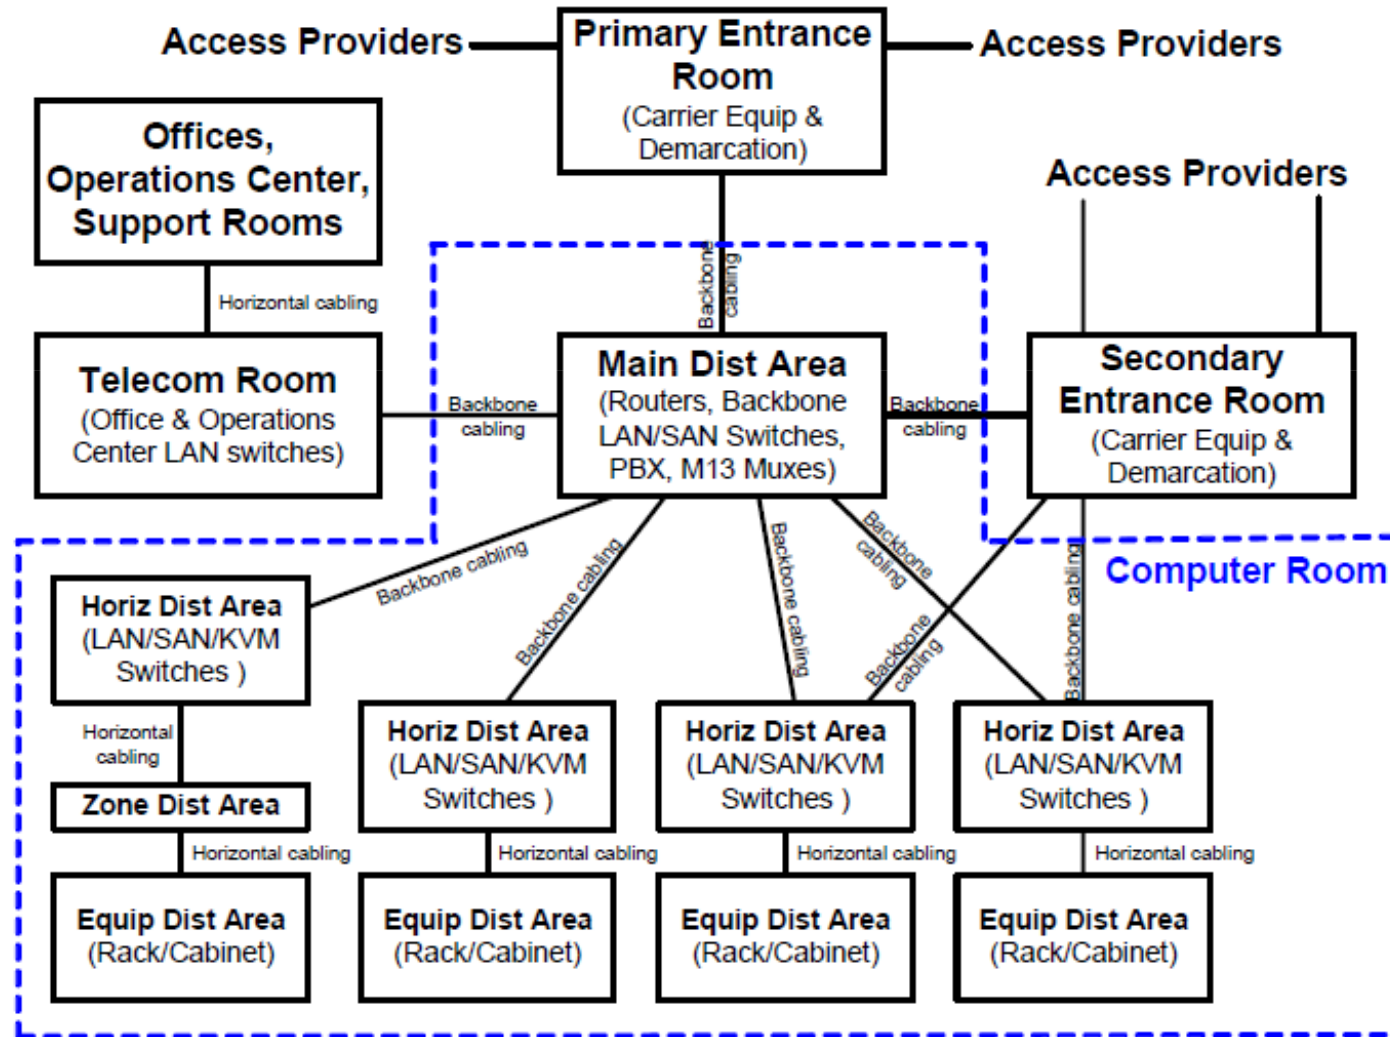 Access Providers
Primary Entrance
Room
(Carrier Equip &
Demarcation)
Access Providers
Offices,
Operations Center,
Support Rooms
Access Providers
Horizontal cabling
Backbone
cabling
Telecom Room
(Office & Operations
Center LAN switches)
Backbone
cabling
Main Dist Area
(Routers, Backbone
LAN/SAN Switches,
PBX, M13 Muxes)
Backbone
cabling
Secondary
Entrance Room
(Carrier Equip &
Demarcation)
Backbone cabling
Backbone cabling
Backbone cabling
Backbone
cabling
Backbone
cabling
Backbone cabling
Computer Room
Horiz Dist Area
(LAN/SAN/KVM
Switches )
Horizontal
cabling
Zone Dist Area
Horizontal cabling
Equip Dist Area
(Rack/Cabinet)
Horiz Dist Area
(LAN/SAN/KVM
Switches )
Horizontal cabling
Equip Dist Area
(Rack/Cabinet)
Horiz Dist Area
(LAN/SAN/KVM
Switches )
Horizontal cabling
Equip Dist Area
(Rack/Cabinet)
Horiz Dist Area
(LAN/SAN/KVM
Switches )
Horizontal cabling
Equip Dist Area
(Rack/Cabinet)